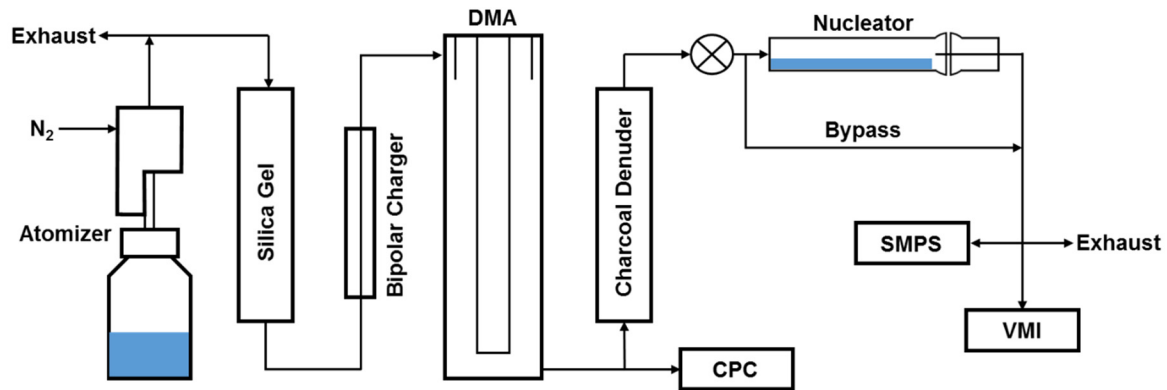 DMA
Nucleator
Exhaust
N₂
Bypass
Silica Gel
Bipolar Charger
Charcoal Denuder
Atomizer
SMPS
Exhaust
VMI
CPC